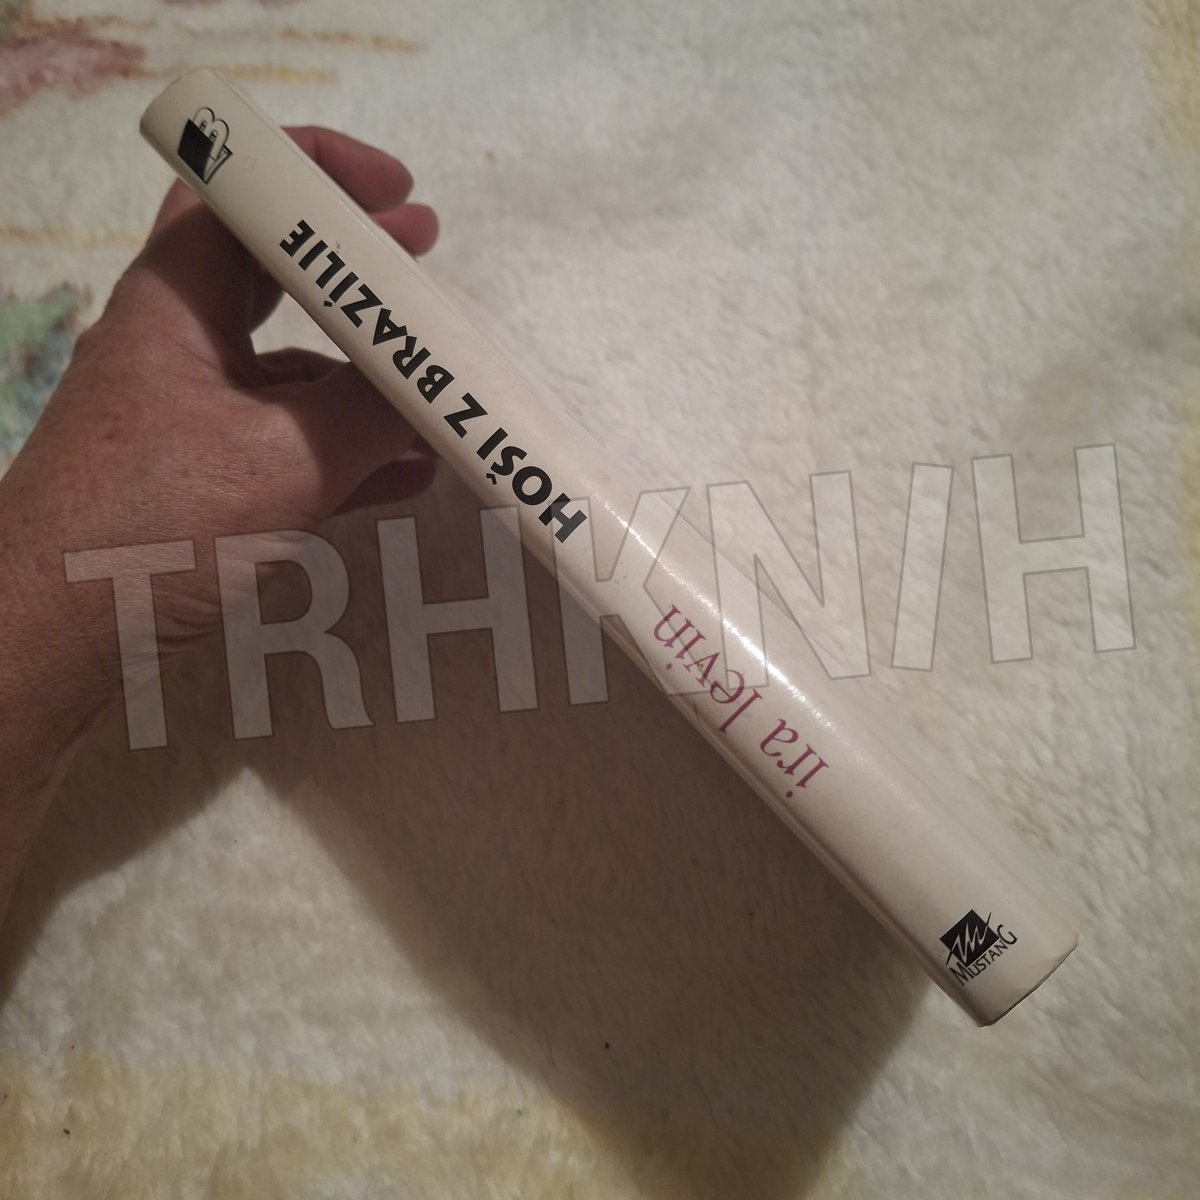 ira levin
HOŠI Z BRAZÍLIE
MUSTANG
TRHKNIH